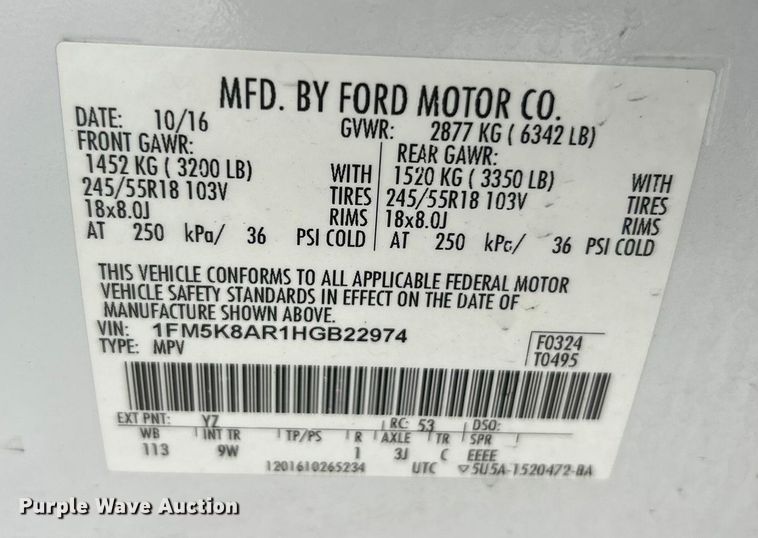 MFD. BY FORD MOTOR CO.
DATE: 10/16 GVWR: 2877 KG ( 6342 LB)
FRONT GAWR: REAR GAWR:
1452 KG ( 3200 LB) WITH 1520 KG ( 3350 LB) WITH
245/55R18 103V TIRES 245/55R18 103V TIRES
18x8.0J RIMS 18x8.0J RIMS
AT 250 kPa/ 36 PSI COLD AT 250 kPa/ 36 PSI COLD
THIS VEHICLE CONFORMS TO ALL APPLICABLE FEDERAL MOTOR
VEHICLE SAFETY STANDARDS IN EFFECT ON THE DATE OF
MANUFACTURE SHOWN ABOVE.
VIN: 1FM5K8AR1HGB22974
TYPE: MPV
F0324
T0495
EXT PNT: YZ RC: 53 DSO:
WB INT TR TP/PS R AXLE TR SPR
113 9W 1 3J C EEEE
1201610265234 UTC ▽5U5A-1520472-BA
Purple Wave Auction